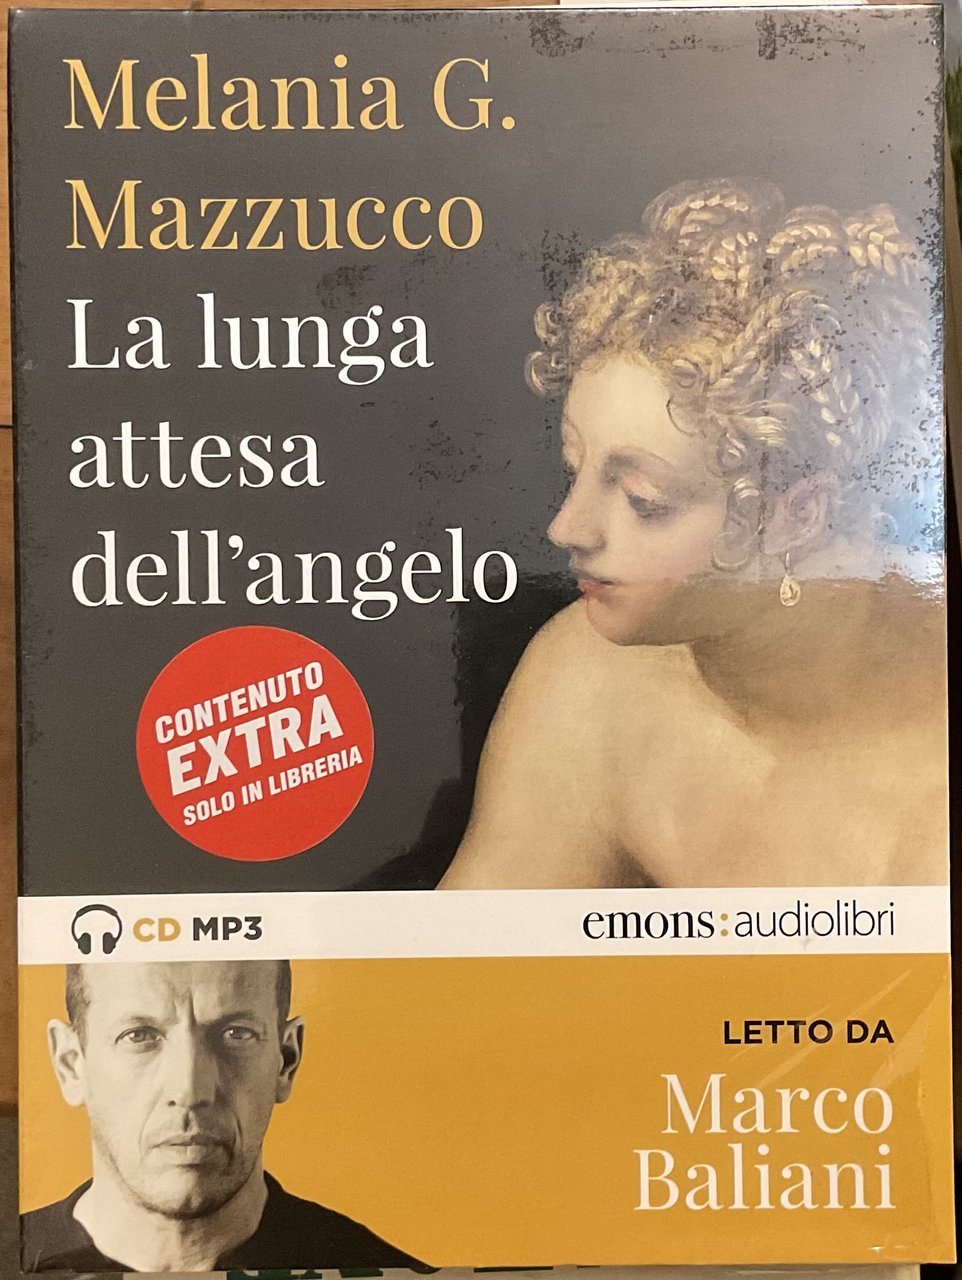 Melania G.
Mazzucco
La lunga
attesa
dell’angelo
CONTENUTO
EXTRA
SOLO IN LIBRERIA
CD MP3
emons:audiolibri
LETTO DA
Marco
Baliani